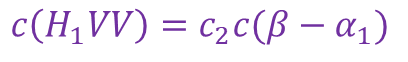 c(H₁VV) = c₂c(β − α₁)